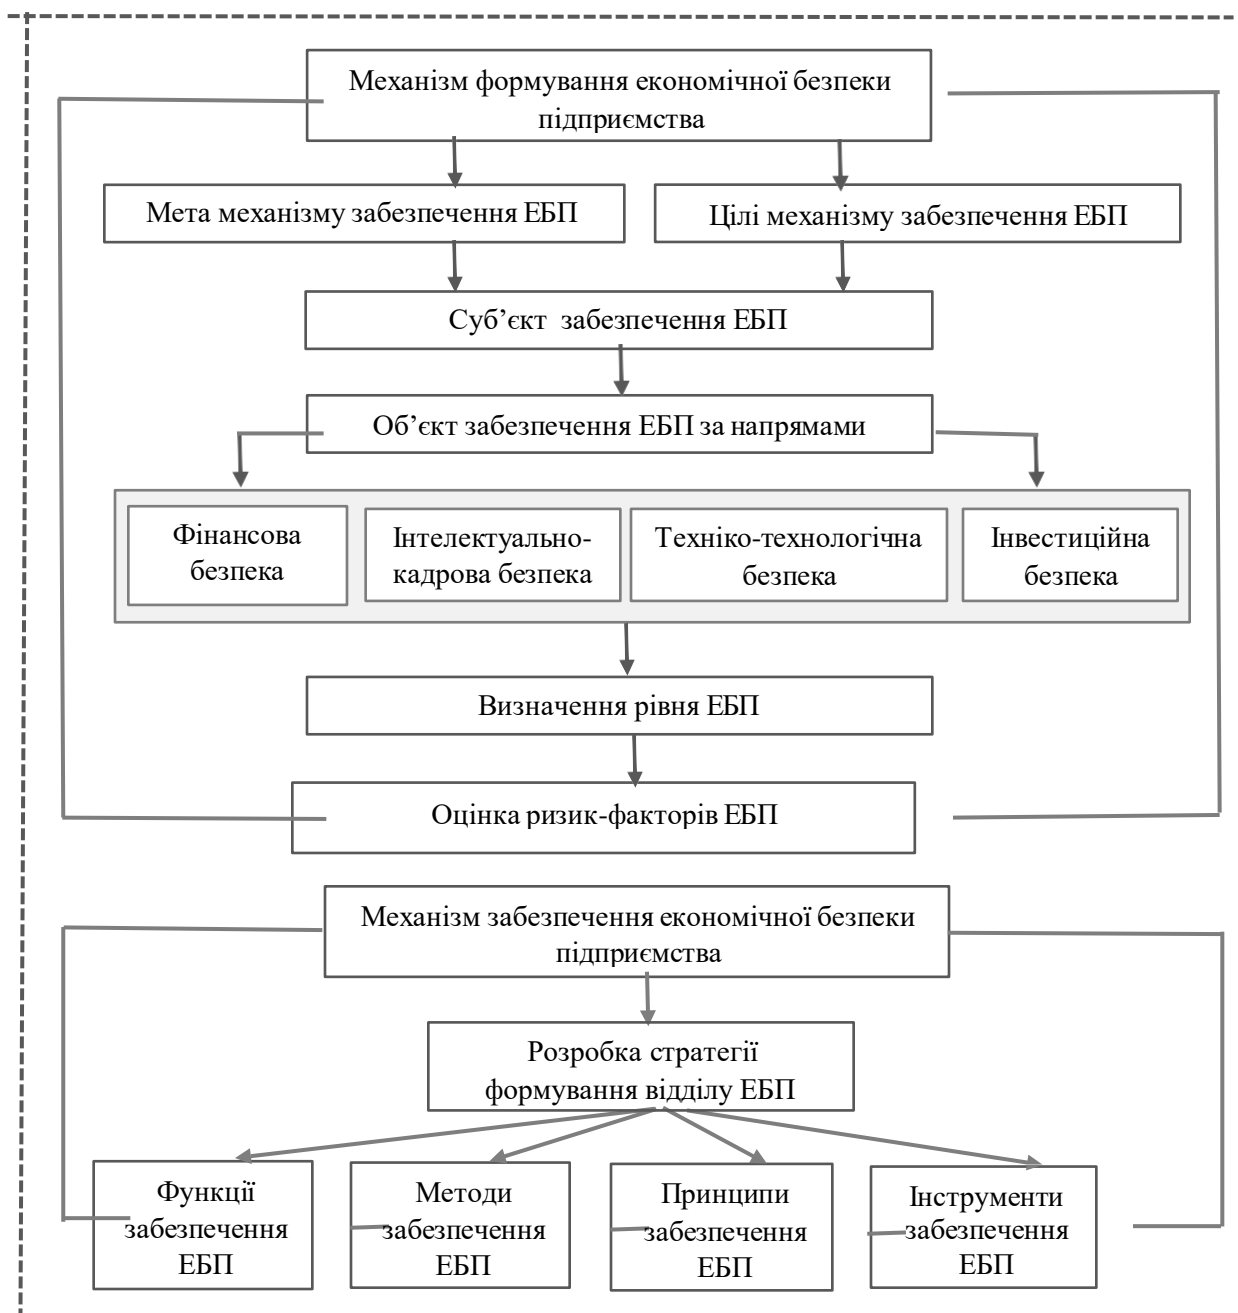 Механізм формування економічної безпеки
підприємства
Мета механізму забезпечення ЕБП
Цілі механізму забезпечення ЕБП
Суб’єкт забезпечення ЕБП
Об’єкт забезпечення ЕБП за напрямами
Фінансова
безпека
Інтелектуально-
кадрова безпека
Техніко-технологічна
безпека
Інвестиційна
безпека
Визначення рівня ЕБП
Оцінка ризик-факторів ЕБП
Механізм забезпечення економічної безпеки
підприємства
Розробка стратегії
формування відділу ЕБП
Функції
забезпечення
ЕБП
Методи
забезпечення
ЕБП
Принципи
забезпечення
ЕБП
Інструменти
забезпечення
ЕБП